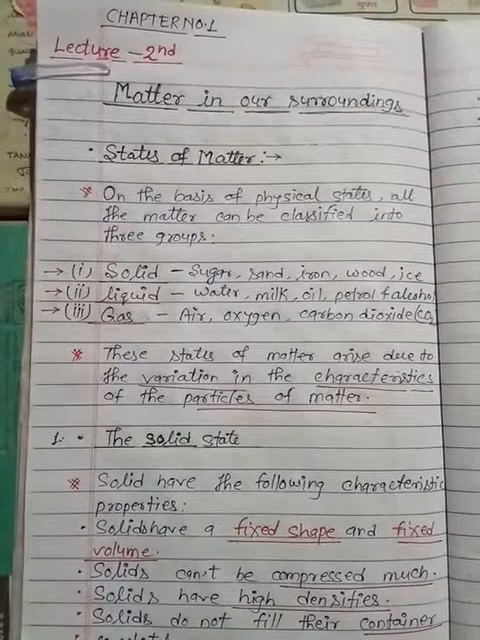 CHAPTER NO.1
Lecture - 2nd
Matter in our surroundings
• States of Matter:→
* On the basis of physical states, all
the matter can be classified into
three groups:
→ (i) Solid - Sugar, sand, iron, wood, ice
→ (ii) liquid - Water, milk, oil, petrol & alcohol
→ (iii) Gas - Air, oxygen, carbon dioxide (CO2
* These states of matter arise due to
the variation in the characteristics
of the particles of matter.
1. • The solid state
* Solid have the following characteristic
properties:
• Solids have a fixed shape and fixed
volume.
• Solids can't be compressed much.
• Solids have high densities.
• Solids do not fill their container